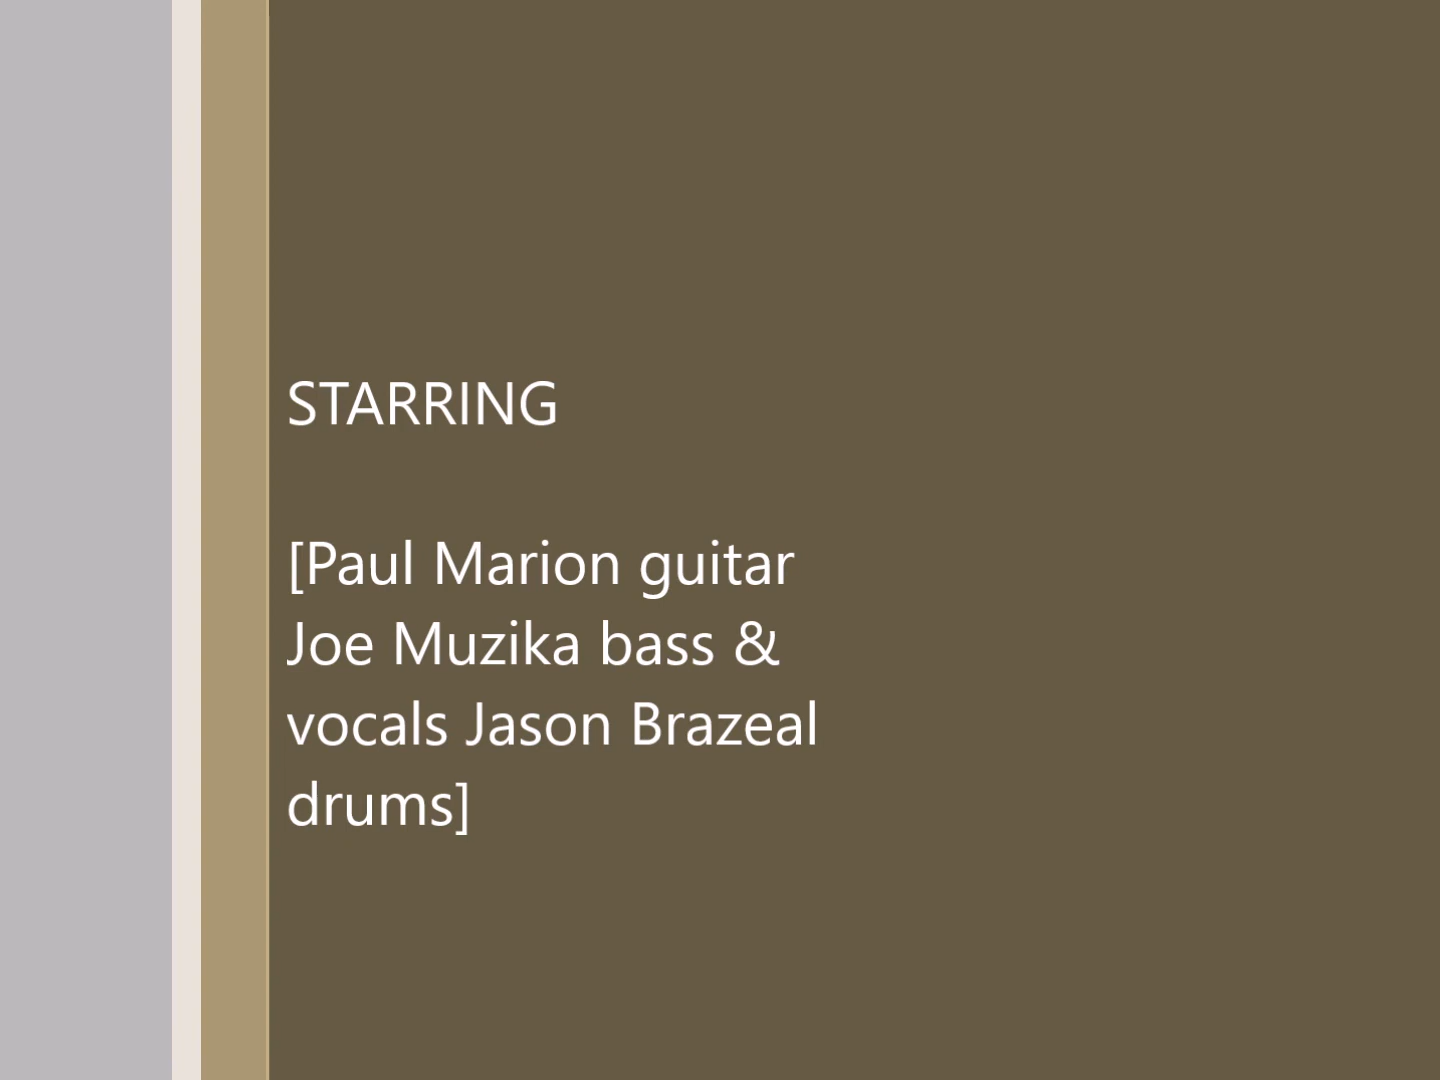 STARRING
[Paul Marion guitar
Joe Muzika bass &
vocals Jason Brazeal
drums]